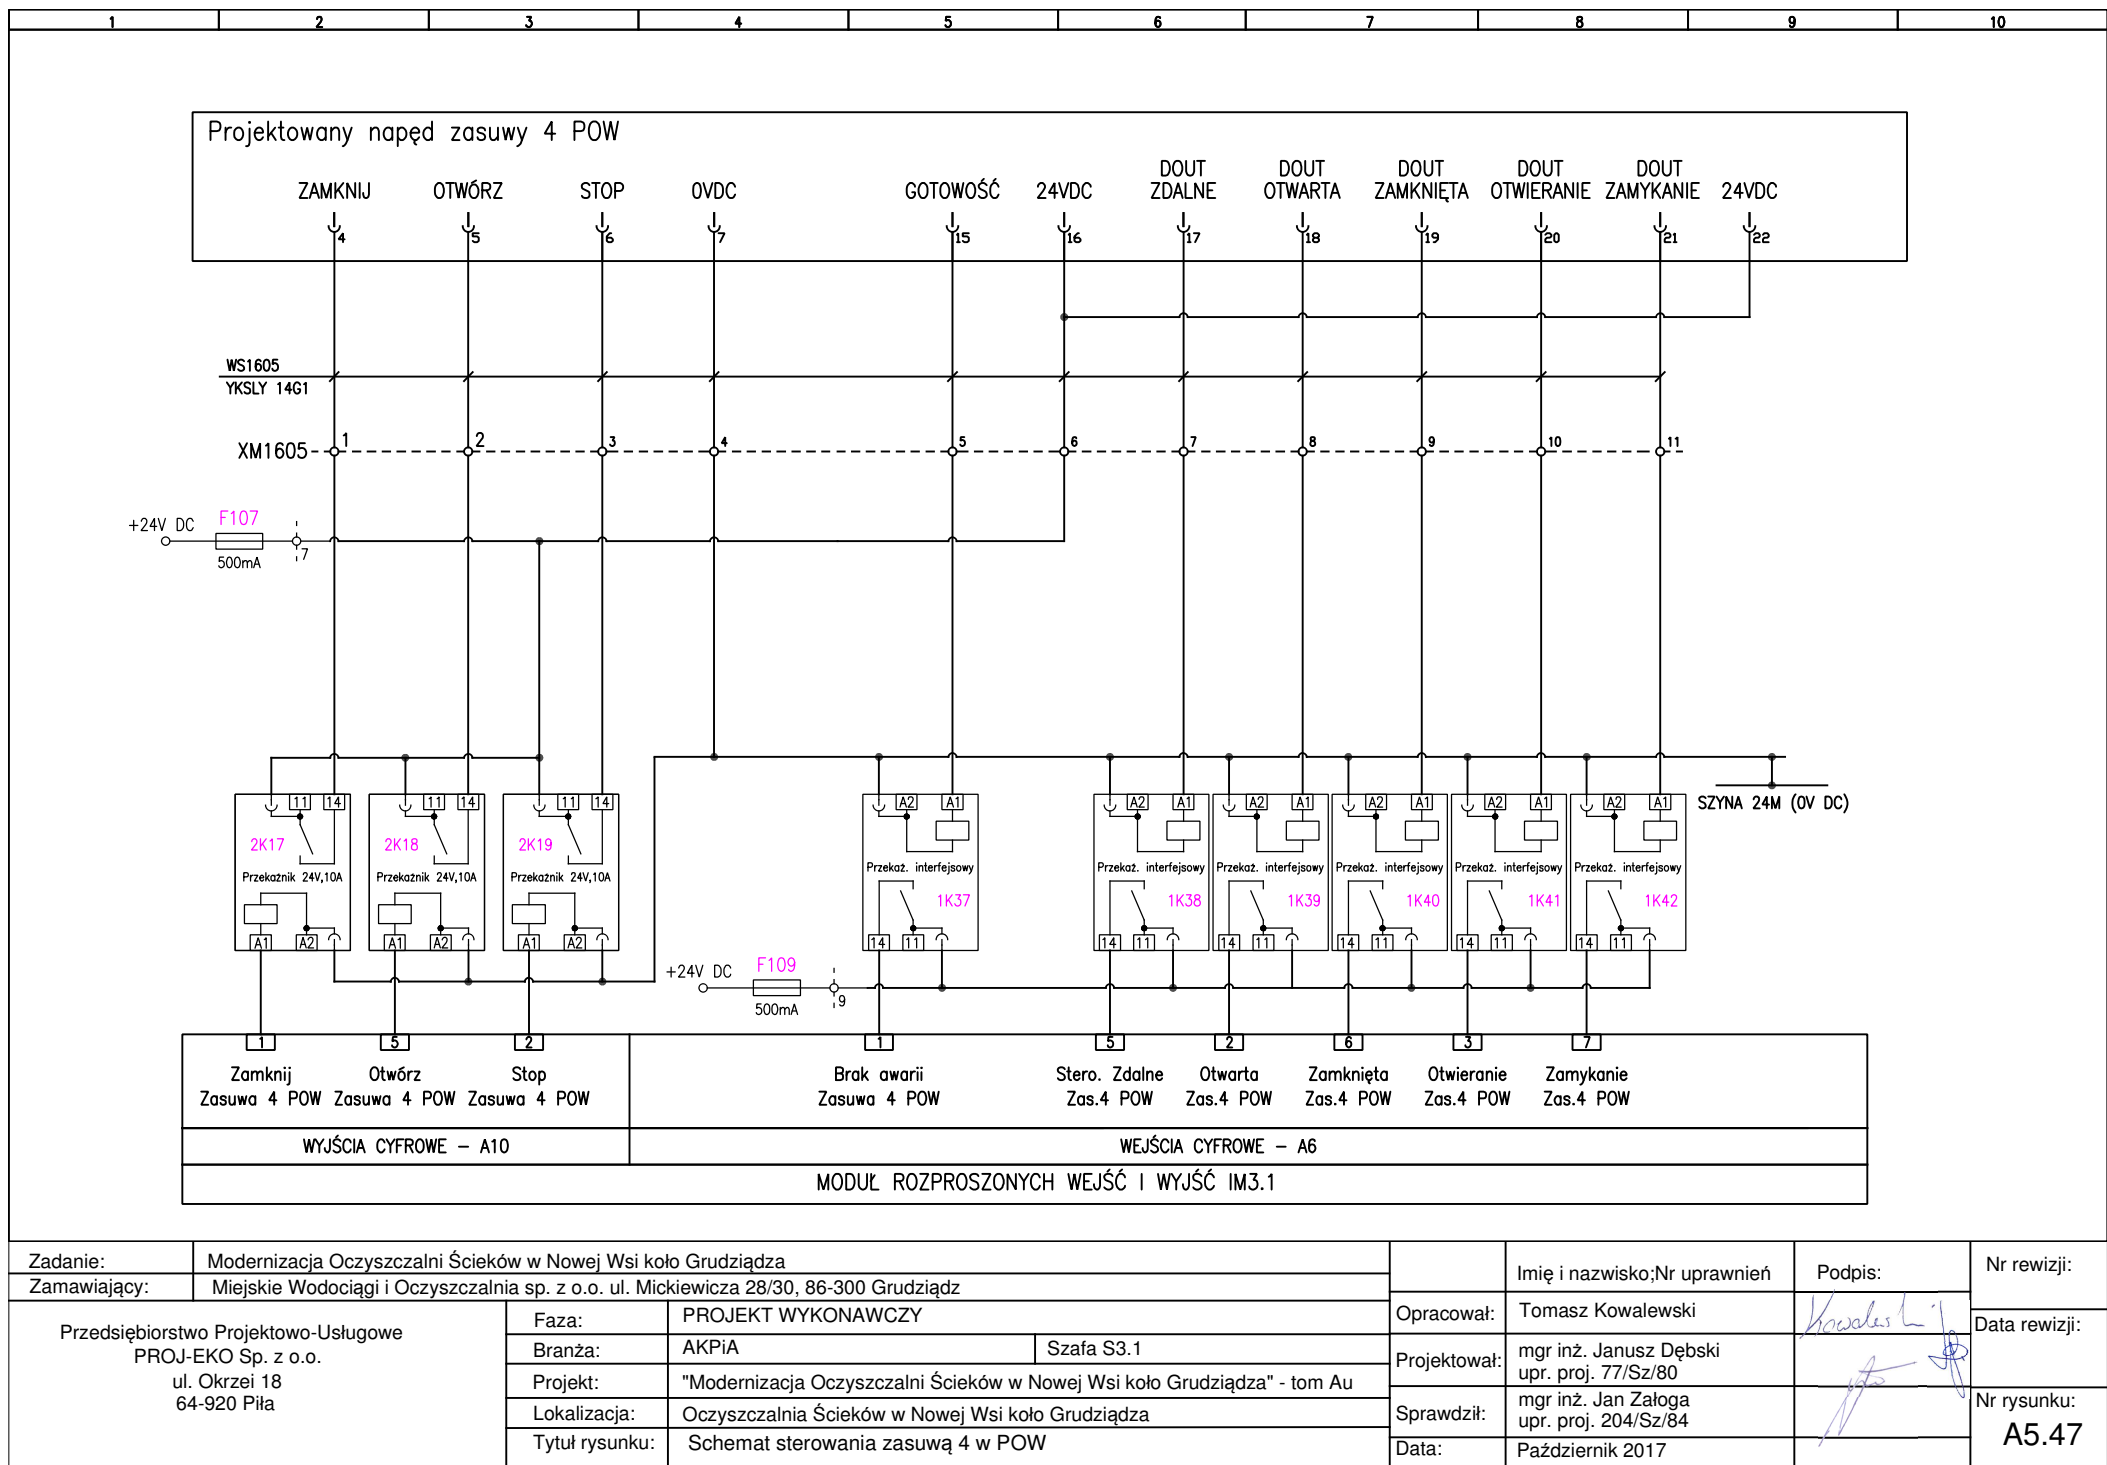 1 2 3 4 5 6 7 8 9 10
Projektowany napęd zasuwy 4 POW
ZAMKNIJ OTWÓRZ STOP 0VDC GOTOWOŚĆ 24VDC DOUT ZDALNE DOUT OTWARTA DOUT ZAMKNIĘTA DOUT OTWIERANIE DOUT ZAMYKANIE 24VDC
4 5 6 7 15 16 17 18 19 20 21 22
WS1605
YKSLY 14G1
XM1605 1 2 3 4 5 6 7 8 9 10 11
+24V DC F107 7
500mA
SZYNA 24M (0V DC)
11 14 11 14 11 14 A2 A1 A2 A1 A2 A1 A2 A1 A2 A1 A2 A1
2K17 2K18 2K19
Przekaźnik 24V,10A Przekaźnik 24V,10A Przekaźnik 24V,10A
Przekaź. interfejsowy Przekaź. interfejsowy Przekaź. interfejsowy Przekaź. interfejsowy Przekaź. interfejsowy Przekaź. interfejsowy
1K37 1K38 1K39 1K40 1K41 1K42
A1 A2 A1 A2 A1 A2 14 11 14 11 14 11 14 11 14 11 14 11
+24V DC F109 9
500mA
1 5 2 1 5 2 6 3 7
Zamknij Otwórz Stop Brak awarii Stero. Zdalne Otwarta Zamknięta Otwieranie Zamykanie
Zasuwa 4 POW Zasuwa 4 POW Zasuwa 4 POW Zasuwa 4 POW Zas.4 POW Zas.4 POW Zas.4 POW Zas.4 POW Zas.4 POW
WYJŚCIA CYFROWE – A10 WEJŚCIA CYFROWE – A6
MODUŁ ROZPROSZONYCH WEJŚĆ I WYJŚĆ IM3.1
Zadanie: Modernizacja Oczyszczalni Ścieków w Nowej Wsi koło Grudziądza
Zamawiający: Miejskie Wodociągi i Oczyszczalnia sp. z o.o. ul. Mickiewicza 28/30, 86-300 Grudziądz
Przedsiębiorstwo Projektowo-Usługowe
PROJ-EKO Sp. z o.o.
ul. Okrzei 18
64-920 Piła
Faza: PROJEKT WYKONAWCZY
Branża: AKPiA Szafa S3.1
Projekt: "Modernizacja Oczyszczalni Ścieków w Nowej Wsi koło Grudziądza" - tom Au
Lokalizacja: Oczyszczalnia Ścieków w Nowej Wsi koło Grudziądza
Tytuł rysunku: Schemat sterowania zasuwą 4 w POW
Imię i nazwisko;Nr uprawnień Podpis:
Opracował: Tomasz Kowalewski
Projektował: mgr inż. Janusz Dębski
upr. proj. 77/Sz/80
Sprawdził: mgr inż. Jan Załoga
upr. proj. 204/Sz/84
Data: Październik 2017
Nr rewizji:
Data rewizji:
Nr rysunku:
A5.47